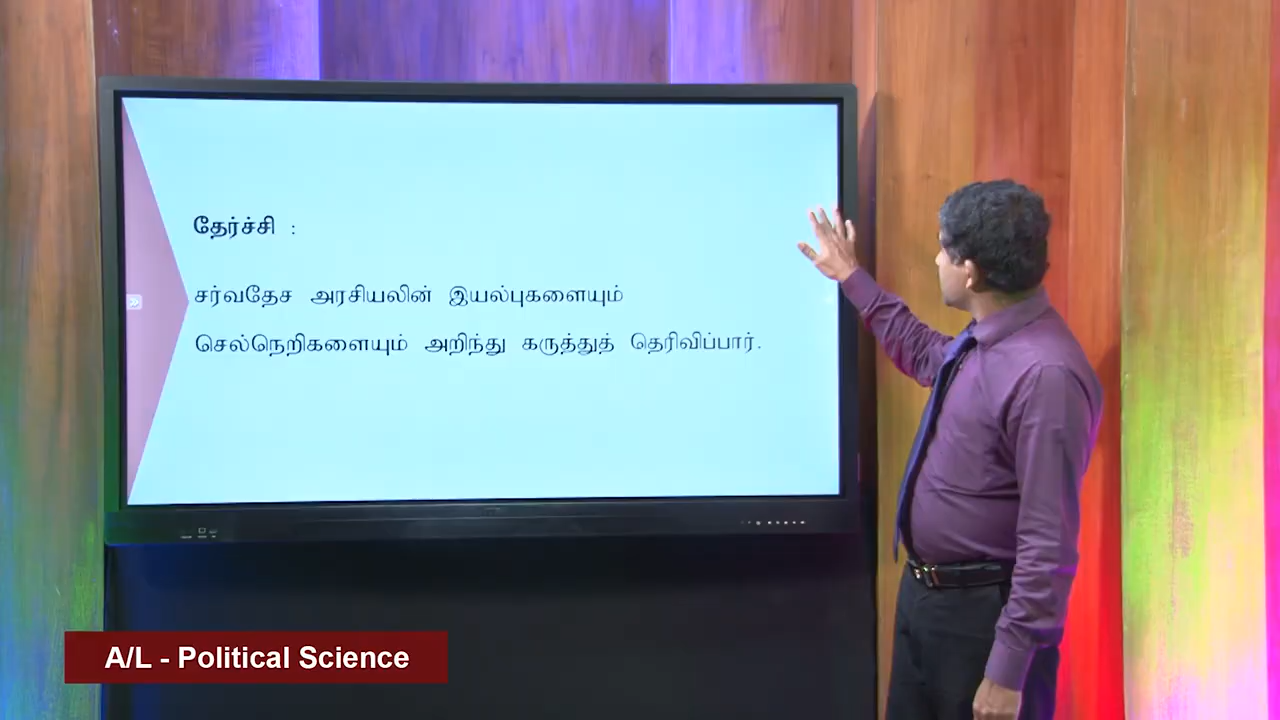 தேர்ச்சி :
சர்வதேச அரசியலின் இயல்புகளையும்
செல்நெறிகளையும் அறிந்து கருத்துத் தெரிவிப்பார்.
A/L - Political Science